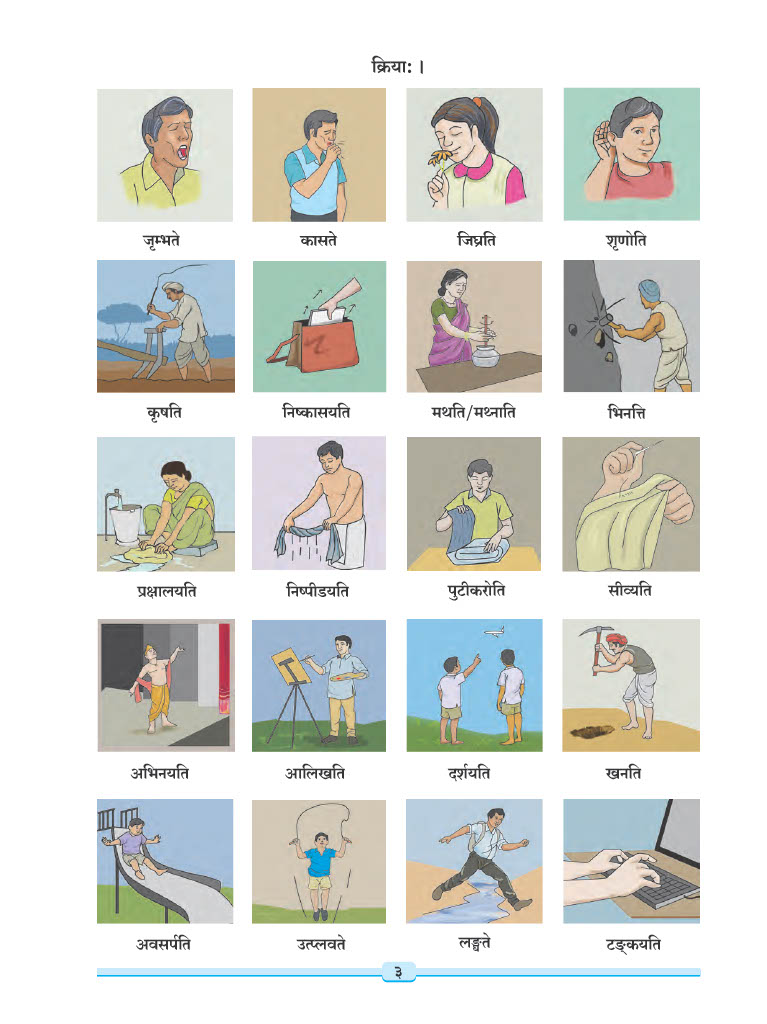 क्रिया: ।
जृम्भते कासते जिघ्रति शृणोति
कृषति निष्कासयति मथति/मथ्नाति भिनत्ति
प्रक्षालयति निष्पीडयति पुटीकरोति सीव्यति
अभिनयति आलिखति दर्शयति खनति
अवसर्पति उत्प्लवते लङ्घते टङ्कयति
३